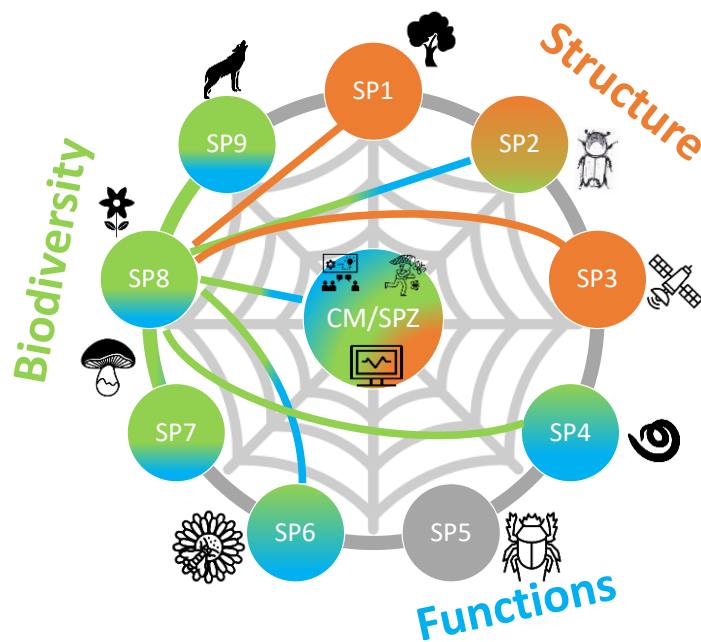 Structure
SP1
SP2
SP9
Biodiversity
SP8
SP3
CM/SPZ
SP7
SP4
SP6
SP5
Functions